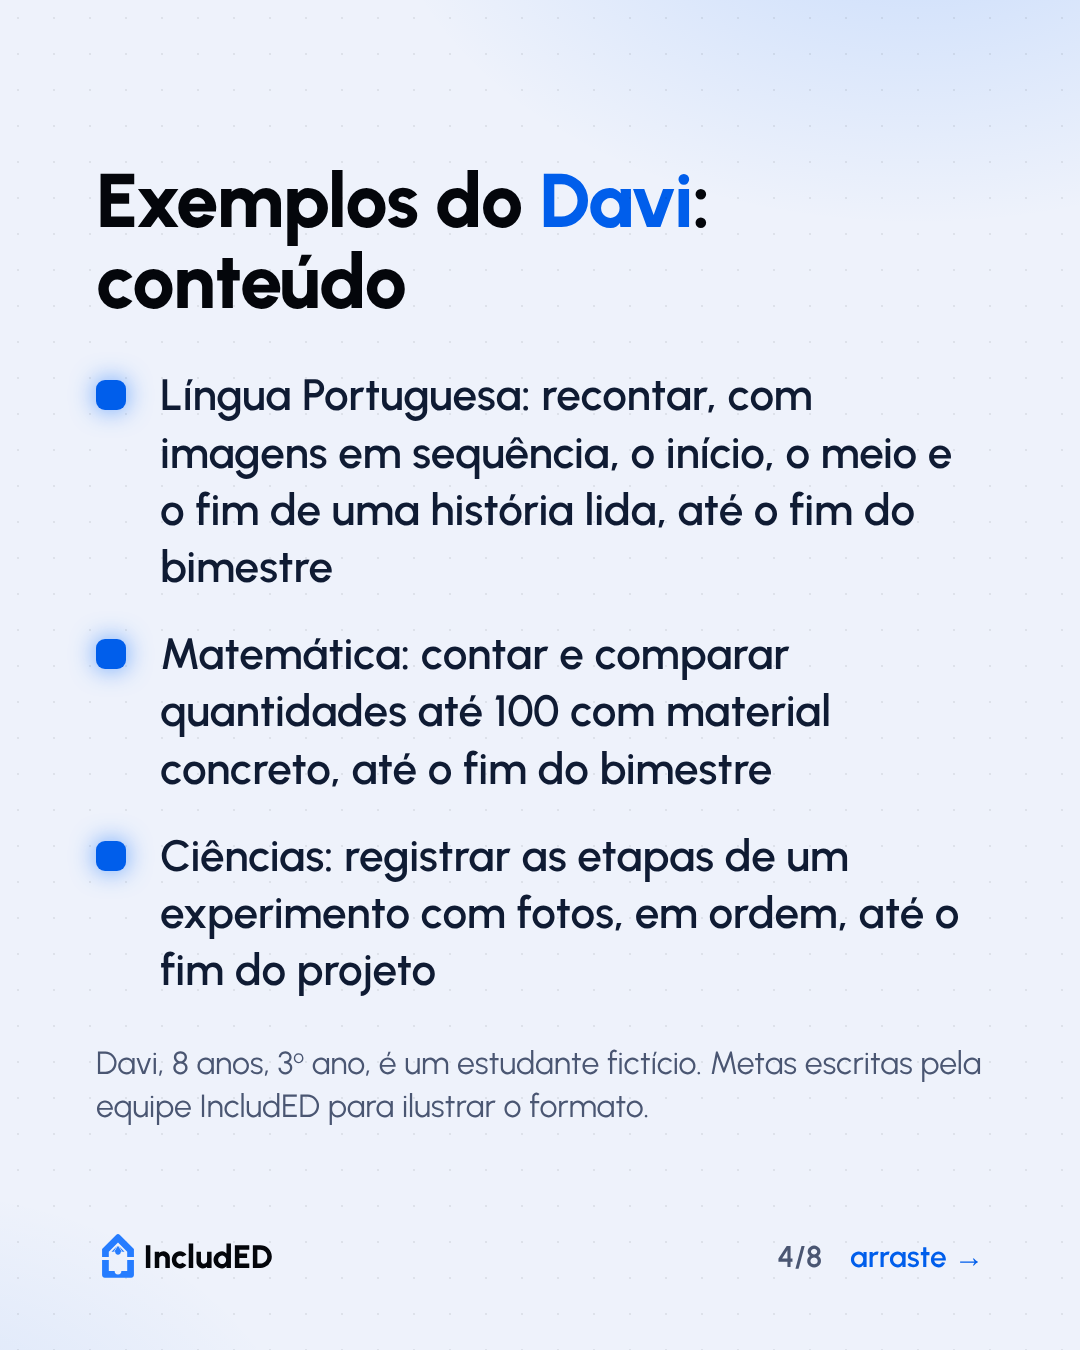 Exemplos do Davi:
conteúdo
Língua Portuguesa: recontar, com
imagens em sequência, o início, o meio e
o fim de uma história lida, até o fim do
bimestre
Matemática: contar e comparar
quantidades até 100 com material
concreto, até o fim do bimestre
Ciências: registrar as etapas de um
experimento com fotos, em ordem, até o
fim do projeto
Davi, 8 anos, 3º ano, é um estudante fictício. Metas escritas pela
equipe IncludED para ilustrar o formato.
IncludED
4/8 arraste →